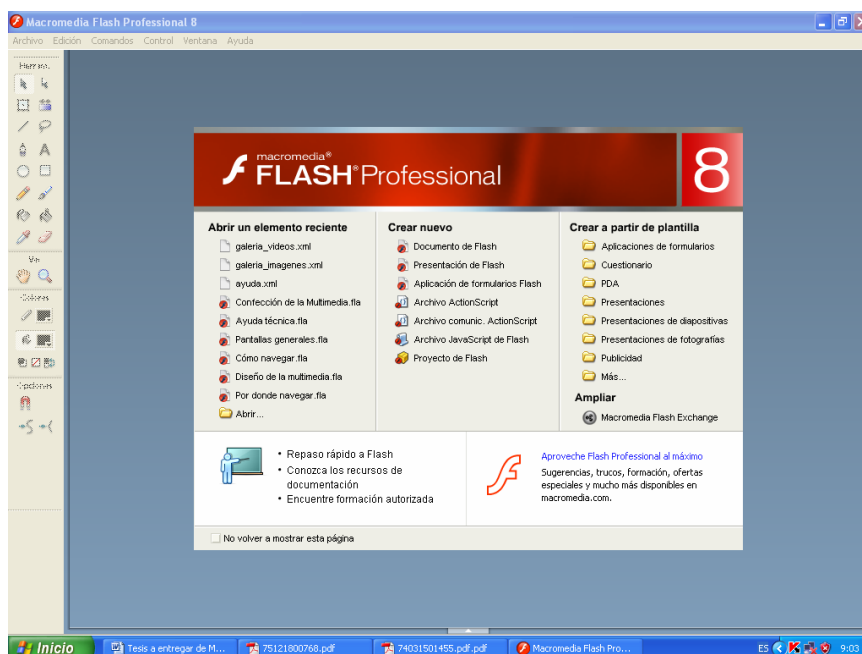 Macromedia Flash Professional 8
Archivo Edición Comandos Control Ventana Ayuda
macromedia®
FLASH® Professional
8
Abrir un elemento reciente
galeria_videos.xml
galeria_imagenes.xml
ayuda.xml
Confección de la Multimedia.fla
Ayuda técnica.fla
Pantallas generales.fla
Cómo navegar.fla
Diseño de la multimedia.fla
Por donde navegar.fla
Abrir...
Crear nuevo
Documento de Flash
Presentación de Flash
Aplicación de formularios Flash
Archivo ActionScript
Archivo comunic. ActionScript
Archivo JavaScript de Flash
Proyecto de Flash
Crear a partir de plantilla
Aplicaciones de formularios
Cuestionario
PDA
Presentaciones
Presentaciones de diapositivas
Presentaciones de fotografías
Publicidad
Más...
Ampliar
Macromedia Flash Exchange
• Repaso rápido a Flash
• Conozca los recursos de
documentación
• Encuentre formación autorizada
Aproveche Flash Professional al máximo
Sugerencias, trucos, formación, ofertas
especiales y mucho más disponibles en
macromedia.com.
No volver a mostrar esta página
Colores
Opciones
Inicio
Tesis a entregar de M...
75121800768.pdf
74031501455.pdf.pdf
Macromedia Flash Pro...
ES
9:03